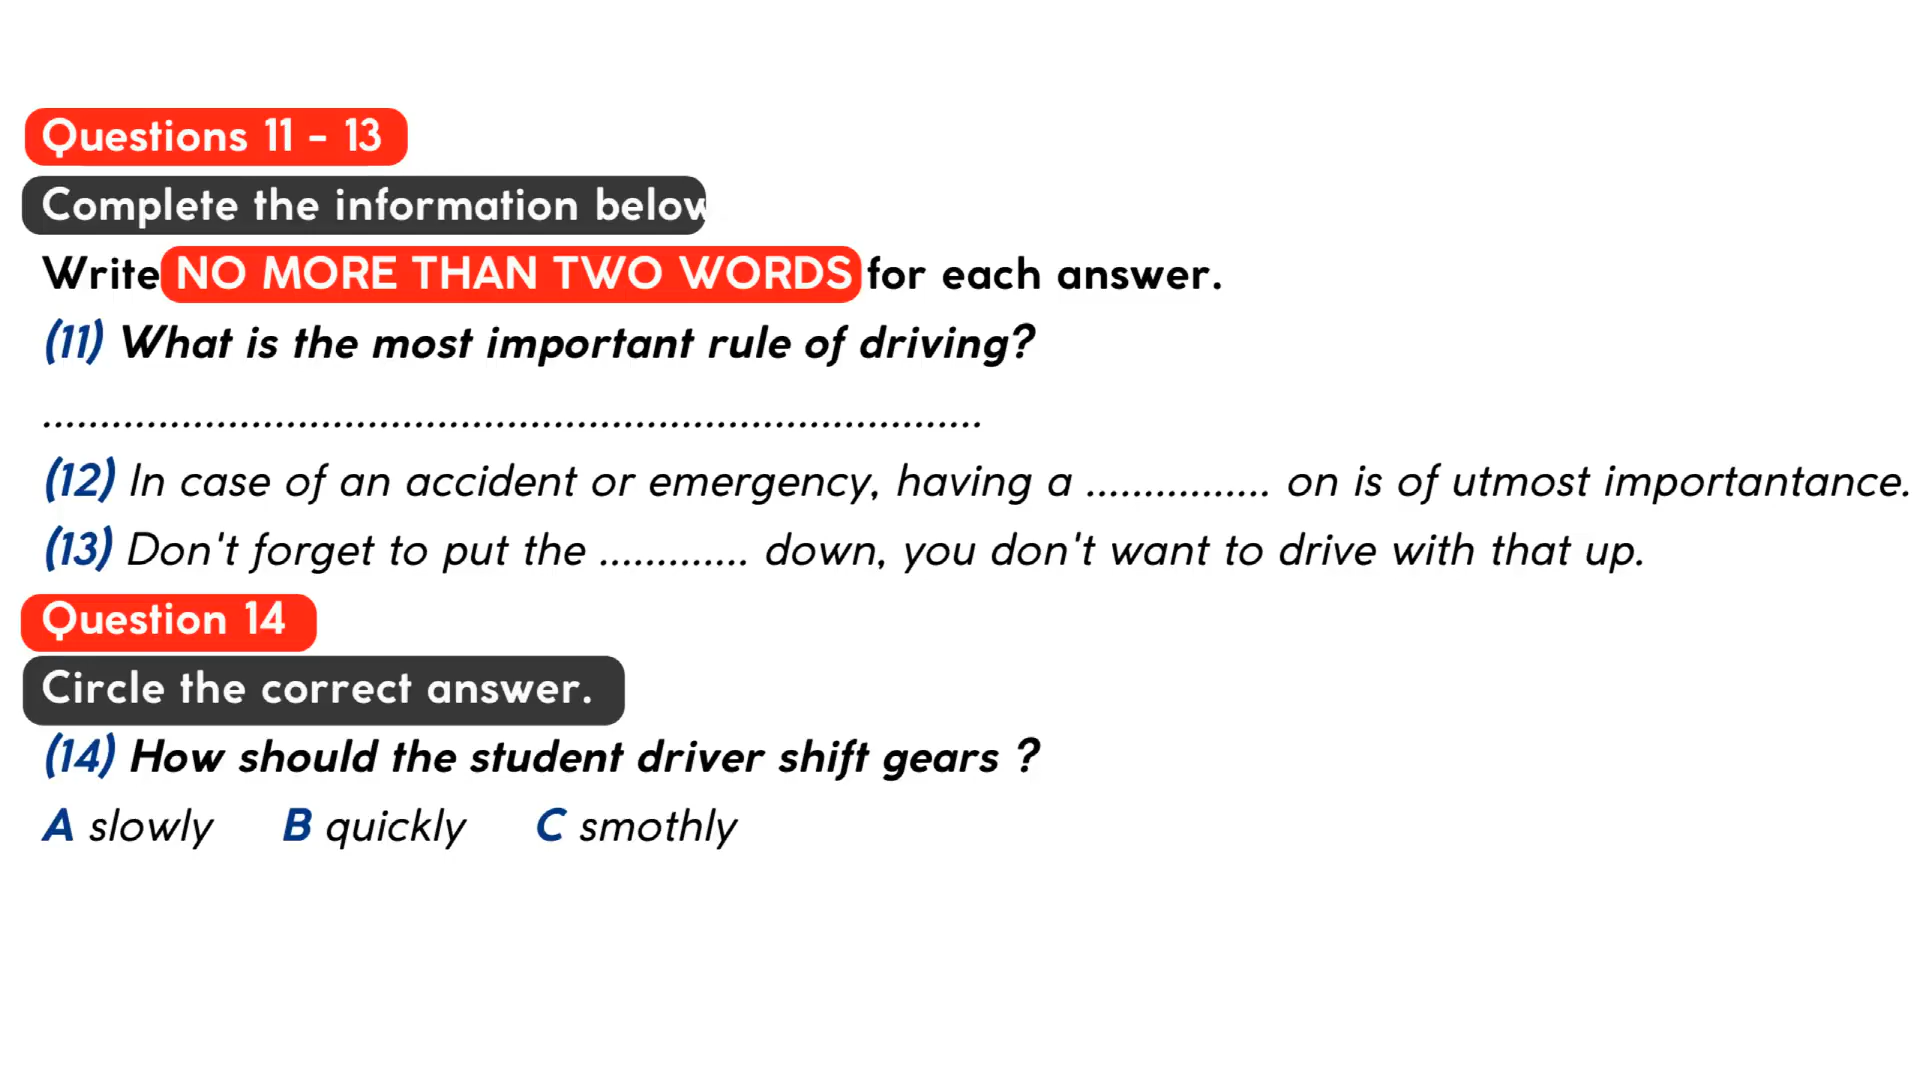 Questions 11 - 13
Complete the information below
Write NO MORE THAN TWO WORDS for each answer.
(11) What is the most important rule of driving?
.................................................................................
(12) In case of an accident or emergency, having a ................ on is of utmost importantance.
(13) Don't forget to put the ............. down, you don't want to drive with that up.
Question 14
Circle the correct answer.
(14) How should the student driver shift gears ?
A slowly B quickly C smothly